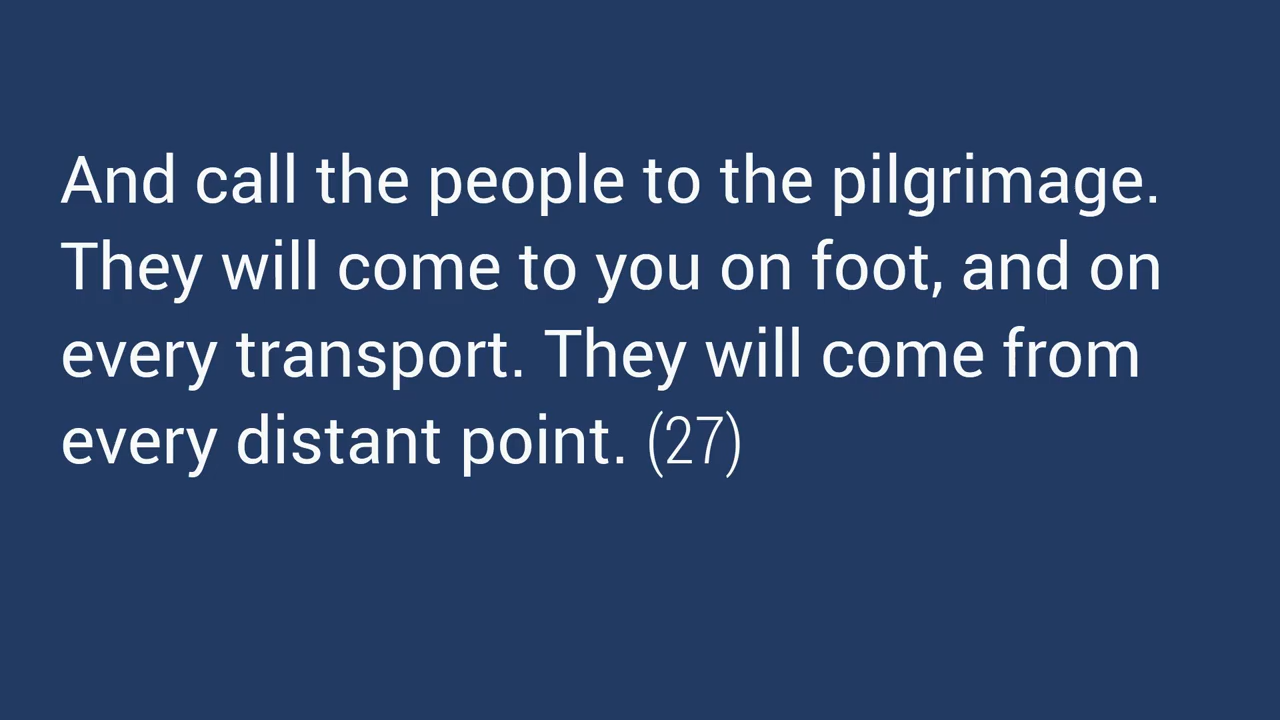 And call the people to the pilgrimage.
They will come to you on foot, and on
every transport. They will come from
every distant point. (27)